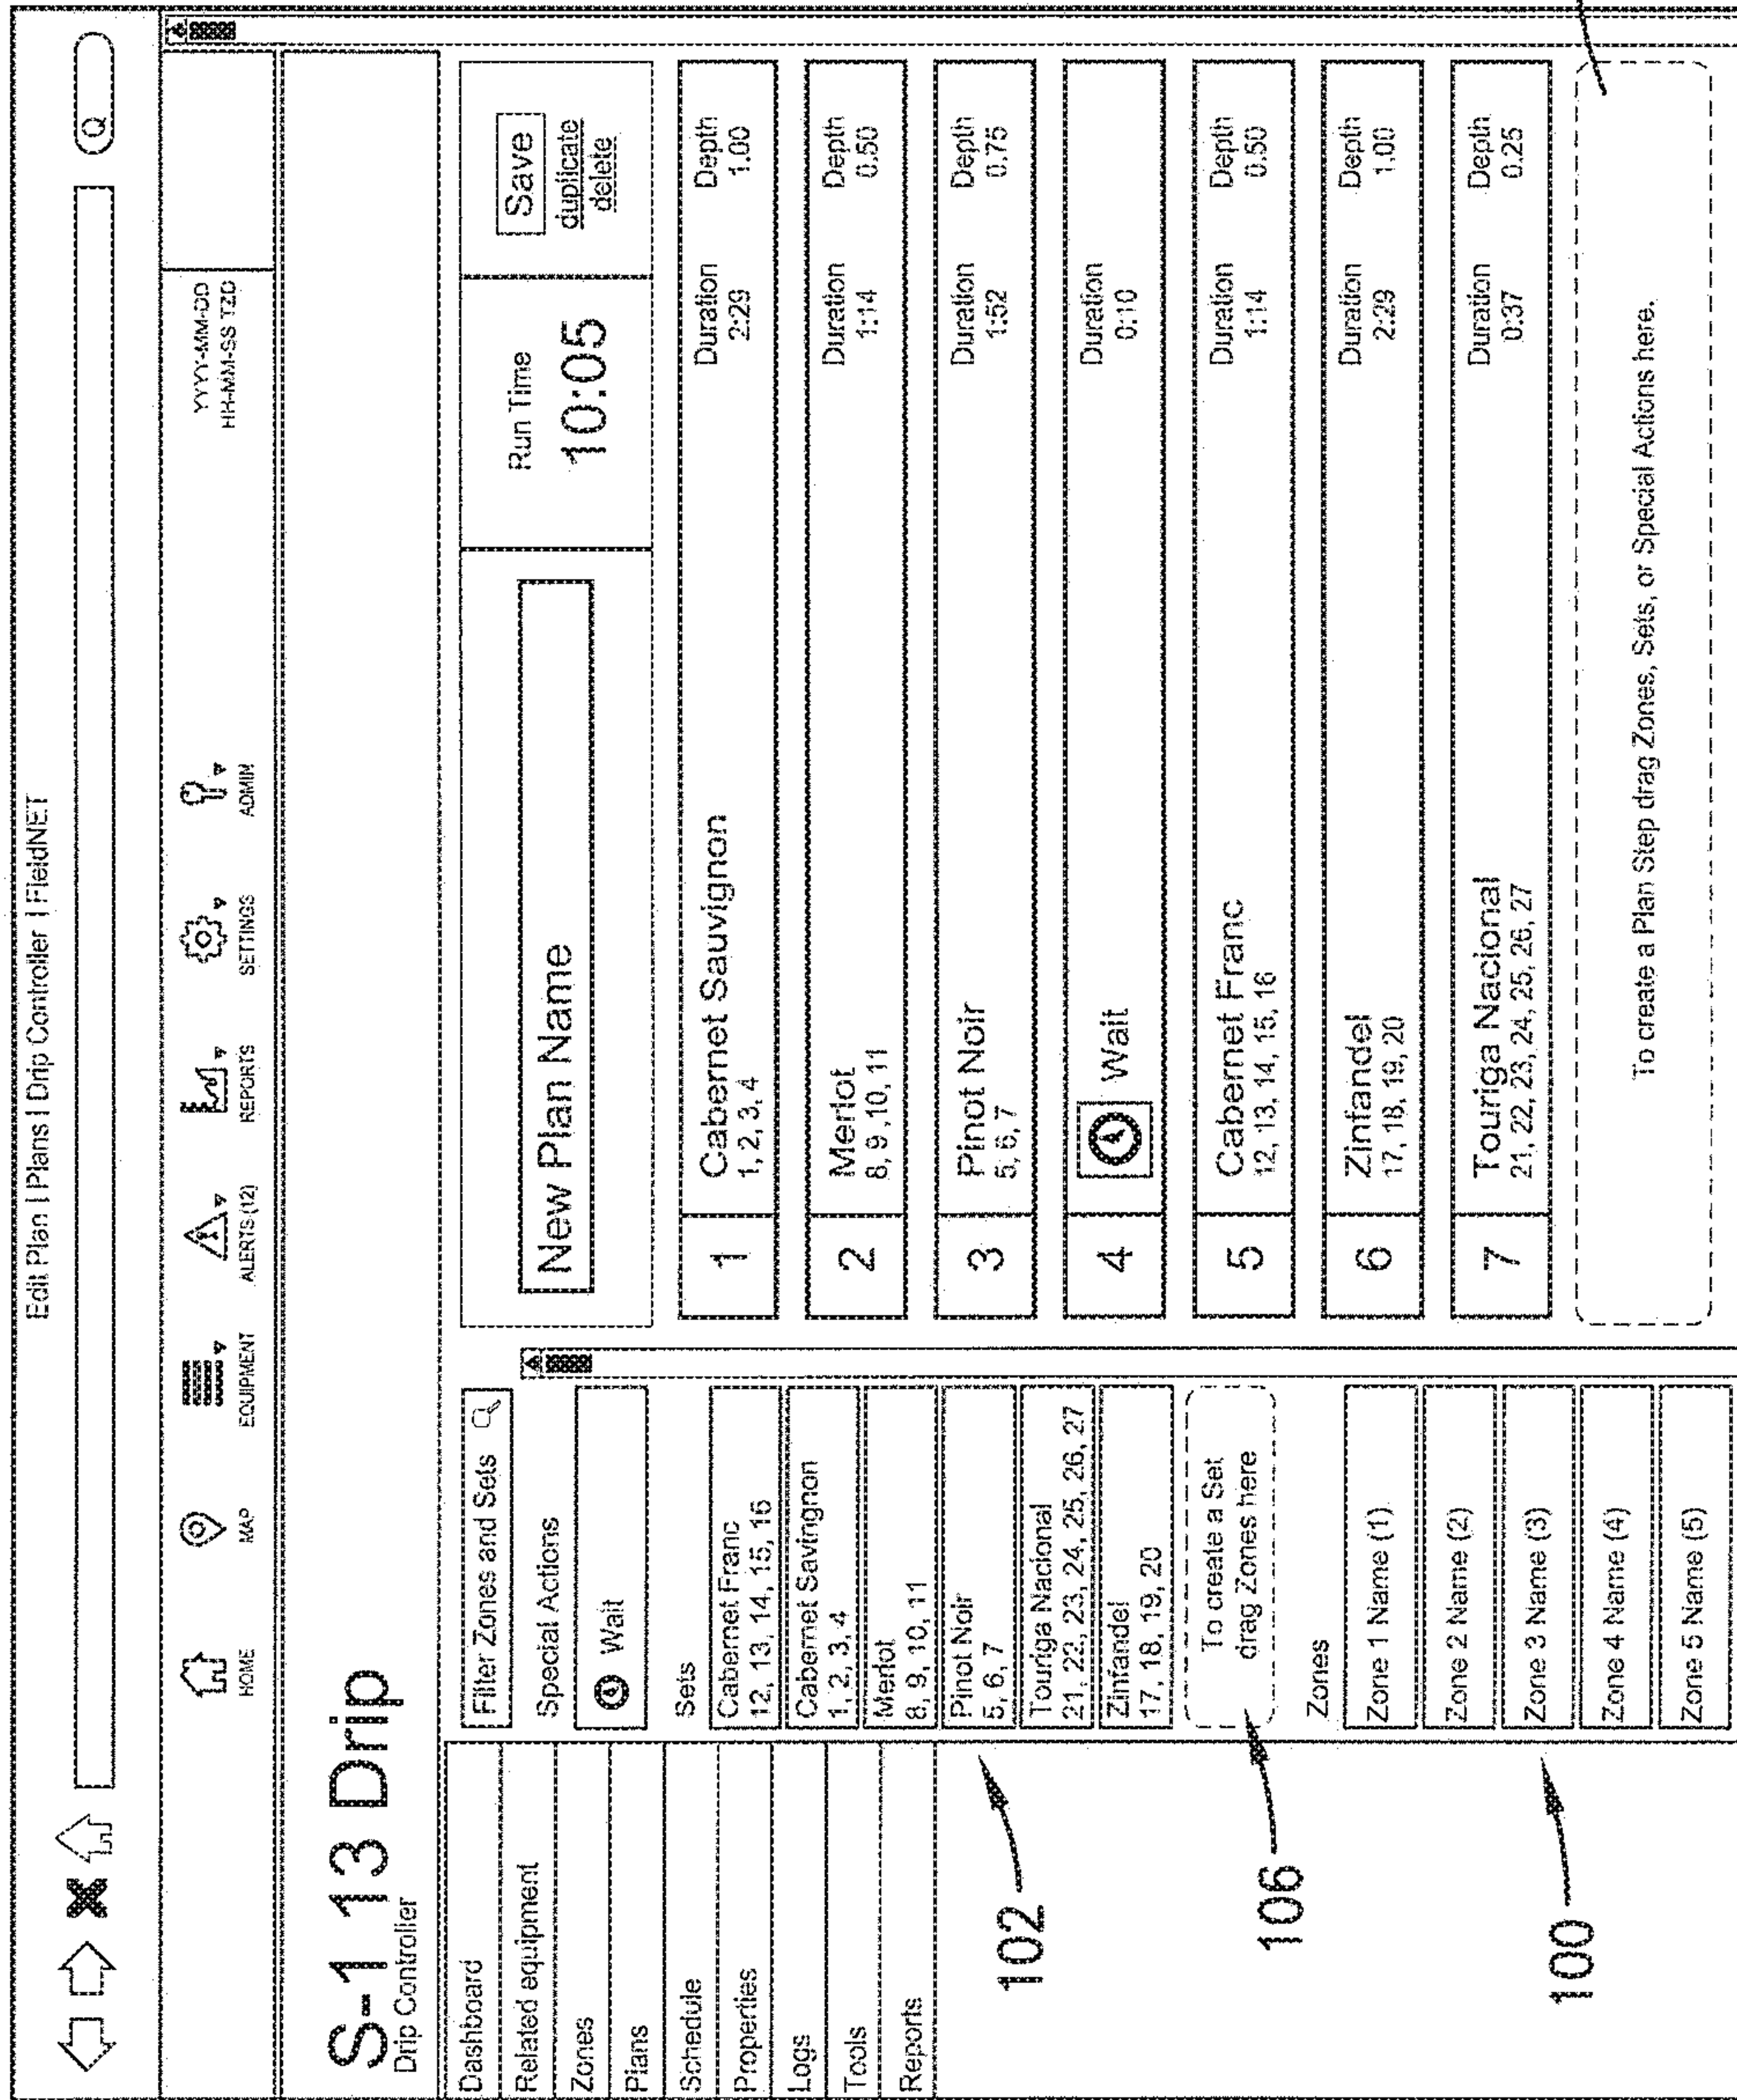 Edit Plan | Plans | Drip Controller | FieldNET
Q
HOME
MAP
EQUIPMENT
ALERTS (12)
REPORTS
SETTINGS
ADMIN
YYYY-MM-DD
HR-MM-SS TZD
S-1 13 Drip
Drip Controller
Dashboard
Related equipment
Zones
Plans
Schedule
Properties
Logs
Tools
Reports
102
106
100
Filter Zones and Sets
Special Actions
Wait
Sets
Cabernet Franc
12, 13, 14, 15, 16
Cabernet Savingnon
1, 2, 3, 4
Merlot
8, 9, 10, 11
Pinot Noir
5, 6, 7
Touriga Nacional
21, 22, 23, 24, 25, 26, 27
Zinfandel
17, 18, 19, 20
To create a Set
drag Zones here
Zones
Zone 1 Name (1)
Zone 2 Name (2)
Zone 3 Name (3)
Zone 4 Name (4)
Zone 5 Name (5)
New Plan Name
Run Time
10:05
Save
duplicate
delete
1 Cabernet Sauvignon Duration Depth
1, 2, 3, 4 2:29 1.00
2 Merlot Duration Depth
8, 9, 10, 11 1:14 0.50
3 Pinot Noir Duration Depth
5, 6, 7 1:52 0.75
4 Wait Duration
0:10
5 Cabernet Franc Duration Depth
12, 13, 14, 15, 16 1:14 0.50
6 Zinfandel Duration Depth
17, 18, 19, 20 2:29 1.00
7 Touriga Nacional Duration Depth
21, 22, 23, 24, 25, 26, 27 0:37 0.25
To create a Plan Step drag Zones, Sets, or Special Actions here.